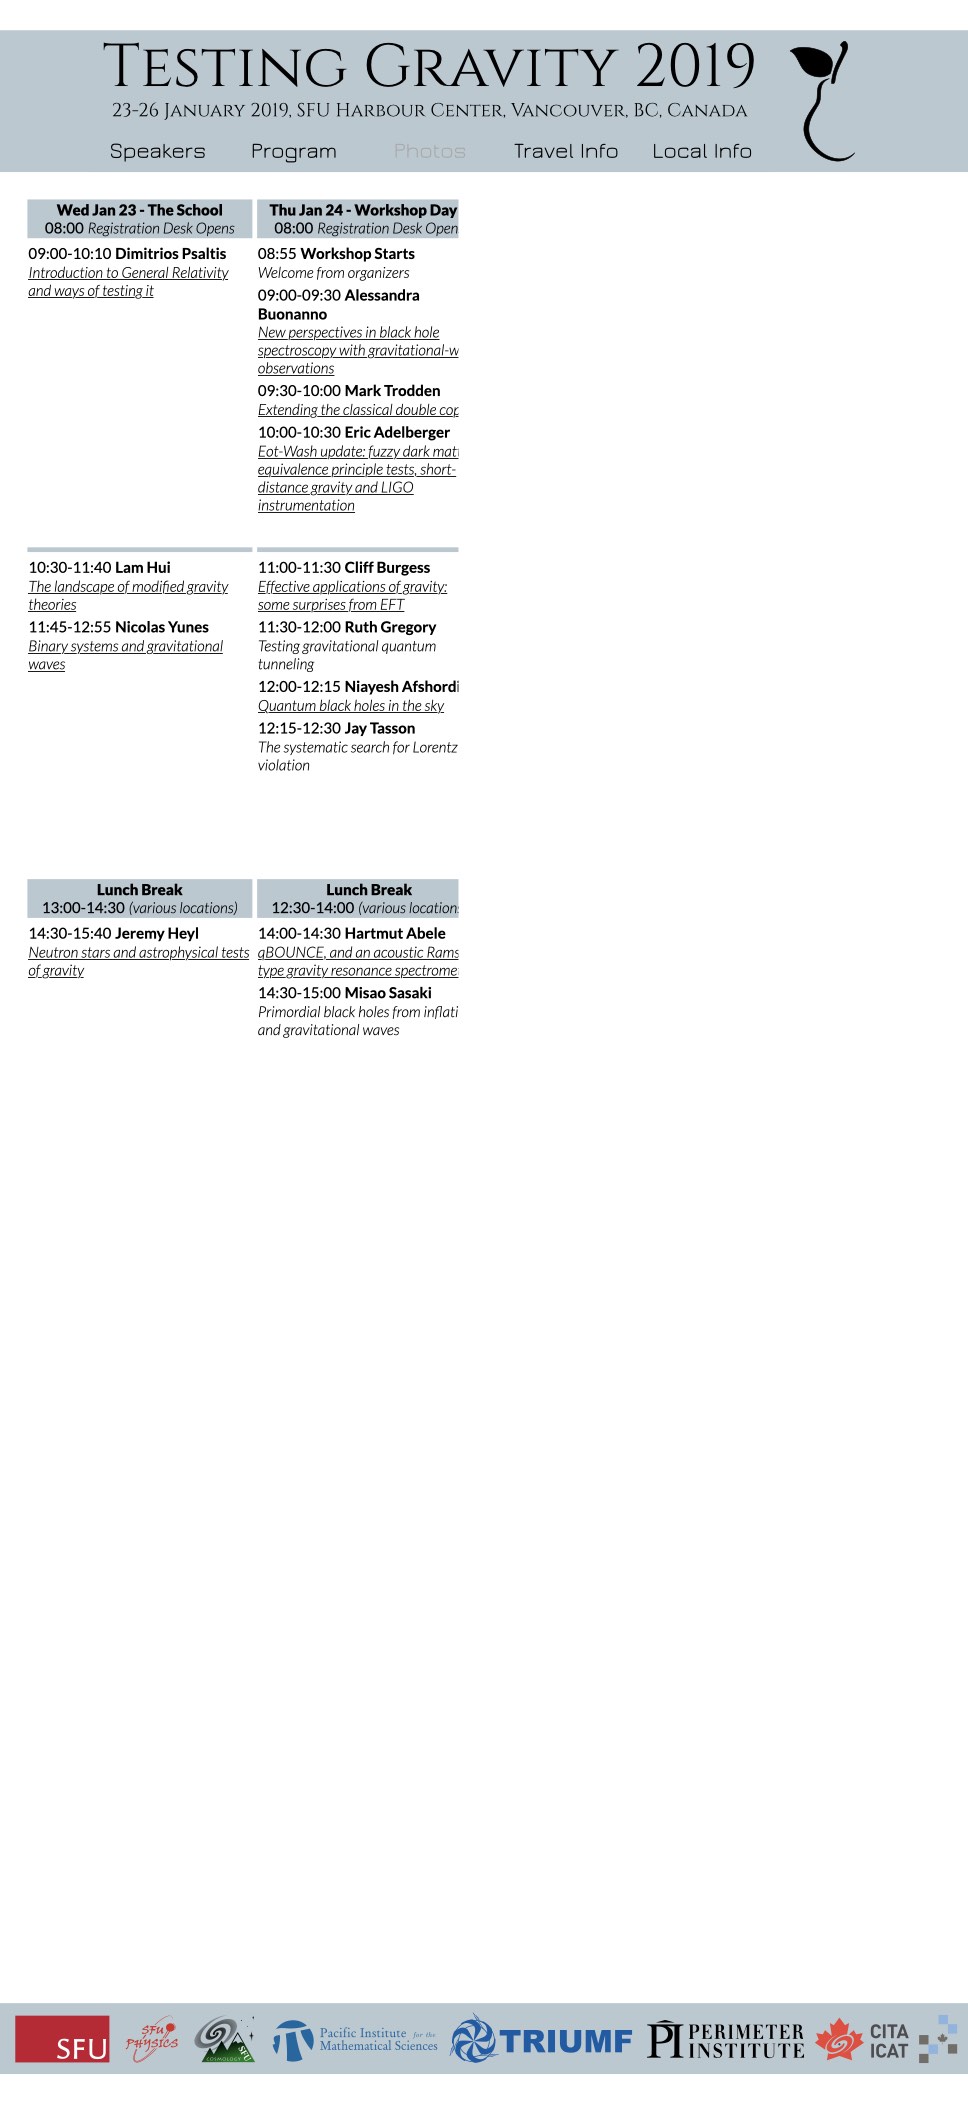 Testing Gravity 2019
23-26 January 2019, SFU Harbour Center, Vancouver, BC, Canada
Speakers Program Photos Travel Info Local Info
Wed Jan 23 - The School
08:00 Registration Desk Opens
09:00-10:10 Dimitrios Psaltis
Introduction to General Relativity
and ways of testing it
10:30-11:40 Lam Hui
The landscape of modified gravity
theories
11:45-12:55 Nicolas Yunes
Binary systems and gravitational
waves
Lunch Break
13:00-14:30 (various locations)
14:30-15:40 Jeremy Heyl
Neutron stars and astrophysical tests
of gravity
Thu Jan 24 - Workshop Day
08:00 Registration Desk Open
08:55 Workshop Starts
Welcome from organizers
09:00-09:30 Alessandra
Buonanno
New perspectives in black hole
spectroscopy with gravitational-w
observations
09:30-10:00 Mark Trodden
Extending the classical double cop
10:00-10:30 Eric Adelberger
Eot-Wash update: fuzzy dark mat
equivalence principle tests, short-
distance gravity and LIGO
instrumentation
11:00-11:30 Cliff Burgess
Effective applications of gravity:
some surprises from EFT
11:30-12:00 Ruth Gregory
Testing gravitational quantum
tunneling
12:00-12:15 Niayesh Afshordi
Quantum black holes in the sky
12:15-12:30 Jay Tasson
The systematic search for Lorentz
violation
Lunch Break
12:30-14:00 (various location
14:00-14:30 Hartmut Abele
qBOUNCE, and an acoustic Rams
type gravity resonance spectrome
14:30-15:00 Misao Sasaki
Primordial black holes from inflati
and gravitational waves
SFU
SFU PHYSICS
COSMOLOGY SFU
Pacific Institute for the
Mathematical Sciences
TRIUMF
PI PERIMETER
INSTITUTE
CITA
ICAT